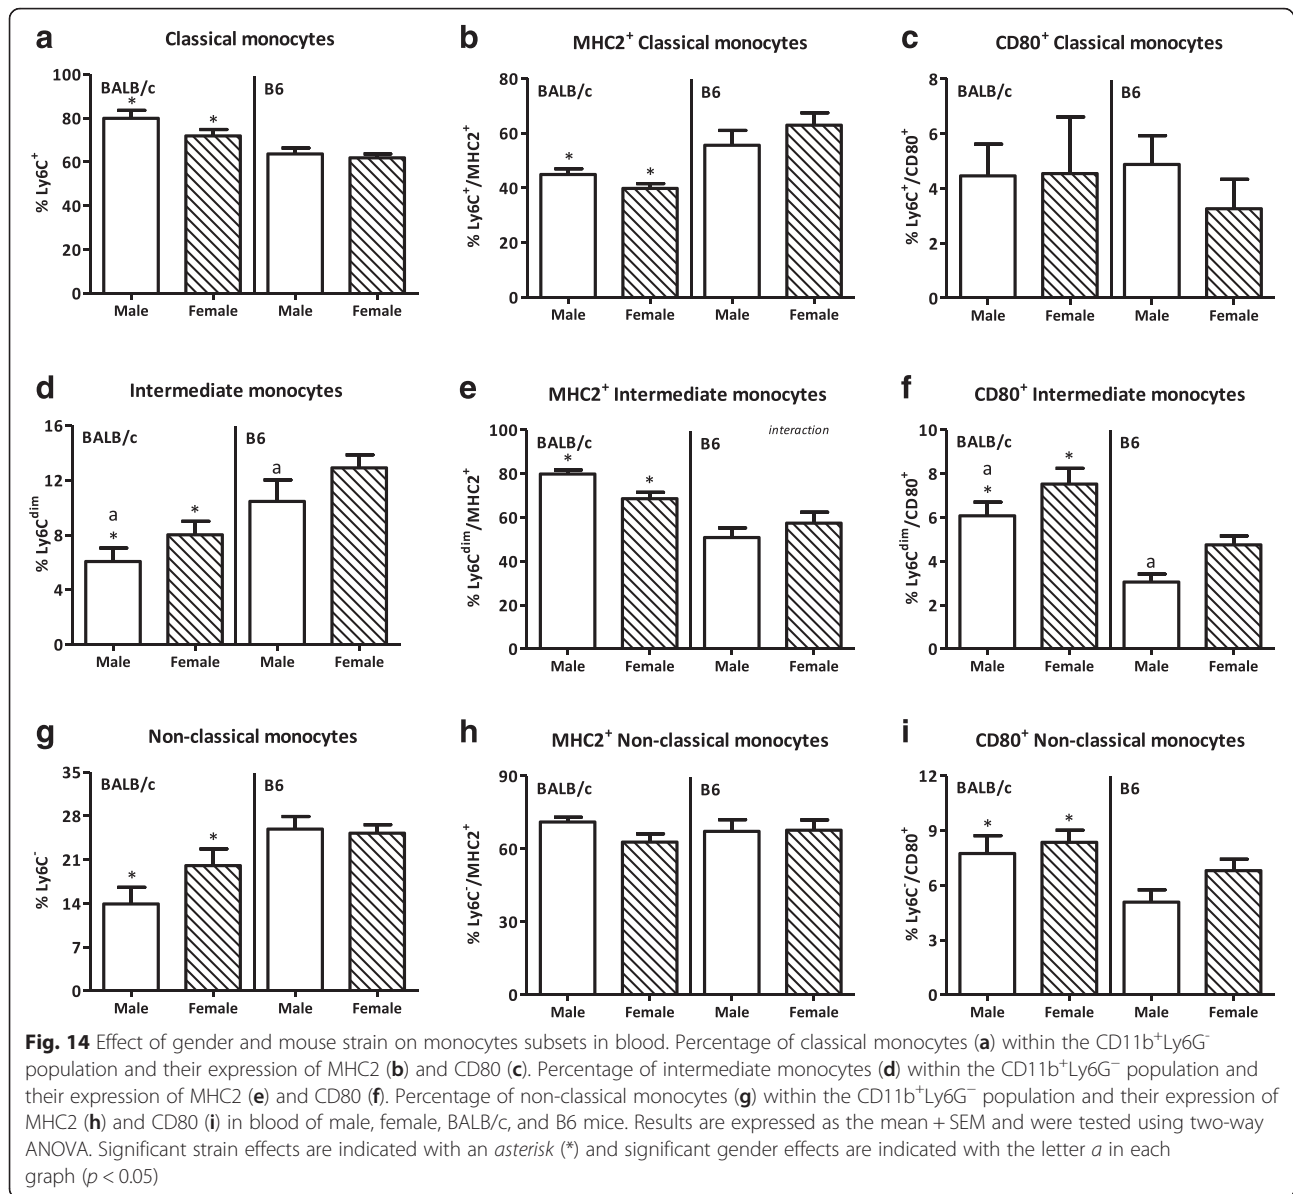 a
Classical monocytes
% Ly6C⁺
100
80
60
40
20
0
BALB/c
B6
*
*
Male
Female
Male
Female
b
MHC2⁺ Classical monocytes
% Ly6C⁺/MHC2⁺
80
60
40
20
0
BALB/c
B6
*
*
Male
Female
Male
Female
c
CD80⁺ Classical monocytes
% Ly6C⁺/CD80⁺
8
6
4
2
0
BALB/c
B6
Male
Female
Male
Female
d
Intermediate monocytes
% Ly6Cᵈⁱᵐ
16
12
8
4
0
BALB/c
B6
a
*
*
a
Male
Female
Male
Female
e
MHC2⁺ Intermediate monocytes
% Ly6Cᵈⁱᵐ/MHC2⁺
100
80
60
40
20
0
BALB/c
B6
interaction
*
*
Male
Female
Male
Female
f
CD80⁺ Intermediate monocytes
% Ly6Cᵈⁱᵐ/CD80⁺
10
8
6
4
2
0
BALB/c
B6
a
*
*
a
Male
Female
Male
Female
g
Non-classical monocytes
% Ly6C⁻
35
28
21
14
7
0
BALB/c
B6
*
*
Male
Female
Male
Female
h
MHC2⁺ Non-classical monocytes
% Ly6C⁻/MHC2⁺
90
60
30
0
BALB/c
B6
Male
Female
Male
Female
i
CD80⁺ Non-classical monocytes
% Ly6C⁻/CD80⁺
12
9
6
3
0
BALB/c
B6
*
*
Male
Female
Male
Female
Fig. 14 Effect of gender and mouse strain on monocytes subsets in blood. Percentage of classical monocytes (a) within the CD11b⁺Ly6G⁻
population and their expression of MHC2 (b) and CD80 (c). Percentage of intermediate monocytes (d) within the CD11b⁺Ly6G⁻ population and
their expression of MHC2 (e) and CD80 (f). Percentage of non-classical monocytes (g) within the CD11b⁺Ly6G⁻ population and their expression of
MHC2 (h) and CD80 (i) in blood of male, female, BALB/c, and B6 mice. Results are expressed as the mean + SEM and were tested using two-way
ANOVA. Significant strain effects are indicated with an asterisk (*) and significant gender effects are indicated with the letter a in each
graph (p < 0.05)